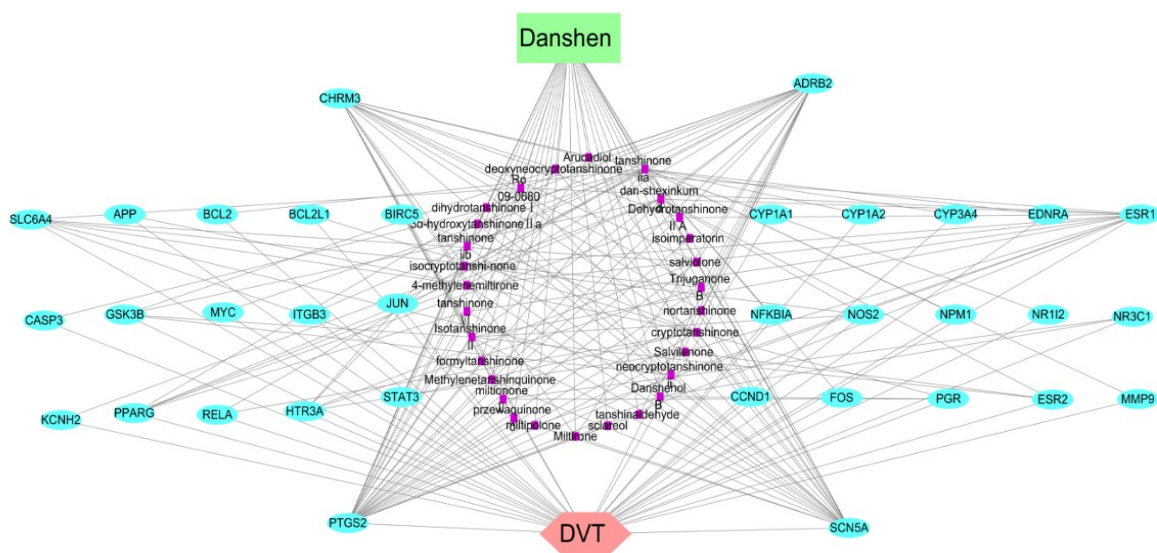 Danshen
CHRM3
ADRB2
Arucadiol
deoxyneocryptotanshinone
tanshinone
iia
Ro
09-0680
dan-shexinkum
d
dihydrotanshinone I
Dehydrotanshinone
II A
3α-hydroxytanshinone II a
isoimperatorin
tanshinone
iib
salviolone
isocryptotanshi-none
Trijuganone
B
4-methylenemiltirone
nortanshinone
tanshinone
cryptotanshinone
Isotanshinone
II
Salvilenone
formyltanshinone
neocryptotanshinone
II
Methylenetanshinquinone
Danshenol
B
miltionone
przewaquinone
tanshinaldehyde
miltipolone
sclareol
Miltirone
SLC6A4
APP
BCL2
BCL2L1
BIRC5
CYP1A1
CYP1A2
CYP3A4
EDNRA
ESR1
CASP3
GSK3B
MYC
ITGB3
JUN
NFKBIA
NOS2
NPM1
NR1I2
NR3C1
KCNH2
PPARG
RELA
HTR3A
STAT3
CCND1
FOS
PGR
ESR2
MMP9
PTGS2
DVT
SCN5A